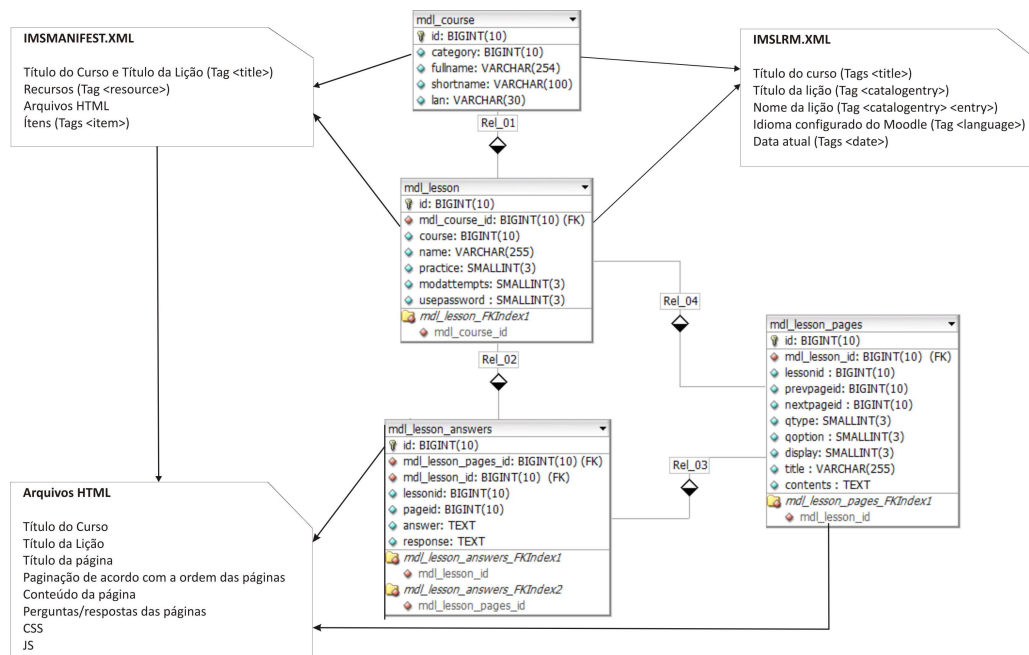 IMSMANIFEST.XML
Título do Curso e Título da Lição (Tag <title>)
Recursos (Tag <resource>)
Arquivos HTML
Ítens (Tags <item>)
mdl_course
id: BIGINT(10)
category: BIGINT(10)
fullname: VARCHAR(254)
shortname: VARCHAR(100)
lan: VARCHAR(30)
IMSLRM.XML
Título do curso (Tags <title>)
Título da lição (Tag <catalogentry>)
Nome da lição (Tag <catalogentry> <entry>)
Idioma configurado do Moodle (Tag <language>)
Data atual (Tags <date>)
Rel_01
mdl_lesson
id: BIGINT(10)
mdl_course_id: BIGINT(10) (FK)
course: BIGINT(10)
name: VARCHAR(255)
practice: SMALLINT(3)
modattempts: SMALLINT(3)
usepassword : SMALLINT(3)
mdl_lesson_FKIndex1
mdl_course_id
Rel_04
Rel_02
mdl_lesson_pages
id: BIGINT(10)
mdl_lesson_id: BIGINT(10) (FK)
lessonid : BIGINT(10)
prevpageid: BIGINT(10)
nextpageid : BIGINT(10)
qtype: SMALLINT(3)
qoption : SMALLINT(3)
display: SMALLINT(3)
title : VARCHAR(255)
contents : TEXT
mdl_lesson_pages_FKIndex1
mdl_lesson_id
mdl_lesson_answers
id: BIGINT(10)
mdl_lesson_pages_id: BIGINT(10) (FK)
mdl_lesson_id: BIGINT(10) (FK)
lessonid: BIGINT(10)
pageid: BIGINT(10)
answer: TEXT
response: TEXT
mdl_lesson_answers_FKIndex1
mdl_lesson_id
mdl_lesson_answers_FKIndex2
mdl_lesson_pages_id
Rel_03
Arquivos HTML
Título do Curso
Título da Lição
Título da página
Paginação de acordo com a ordem das páginas
Conteúdo da página
Perguntas/respostas das páginas
CSS
JS